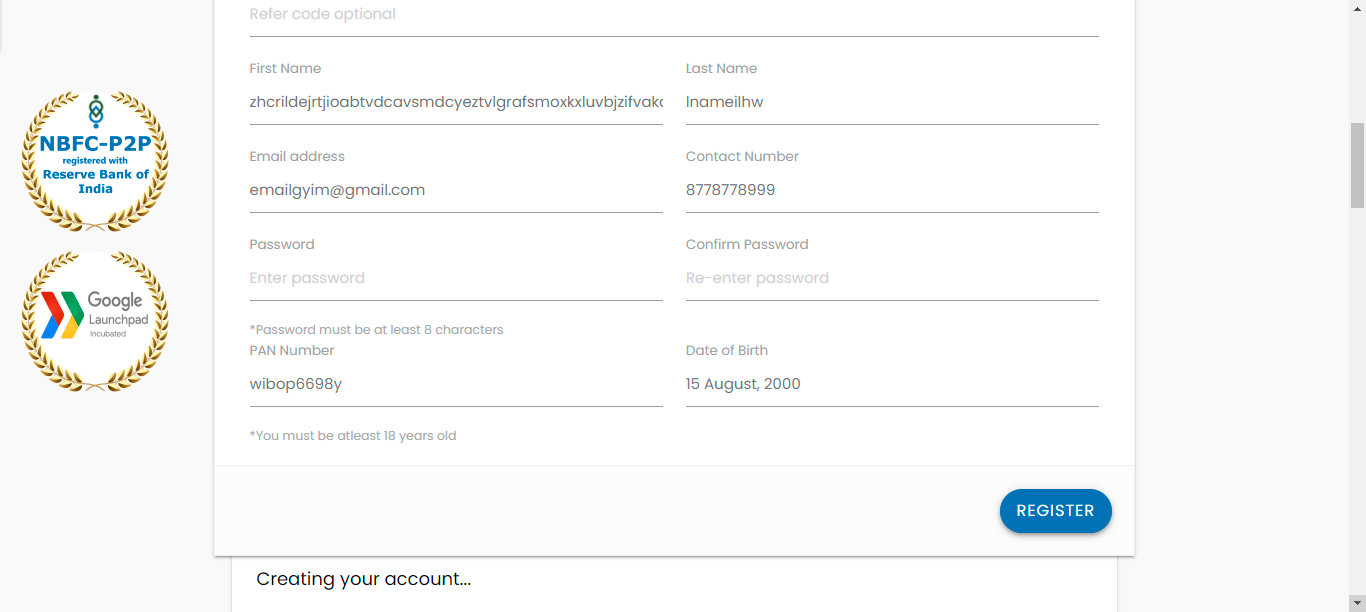 Refer code optional
First Name Last Name
lnameilhw
Email address Contact Number
emailgyim@gmail.com 8778778999
Password Confirm Password
Enter password Re-enter password
*Password must be at least 8 characters
PAN Number Date of Birth
wibop6698y 15 August, 2000
*You must be atleast 18 years old
REGISTER
Creating your account...
NBFC-P2P
registered with
Reserve Bank of
India
Google
Launchpad
Incubated